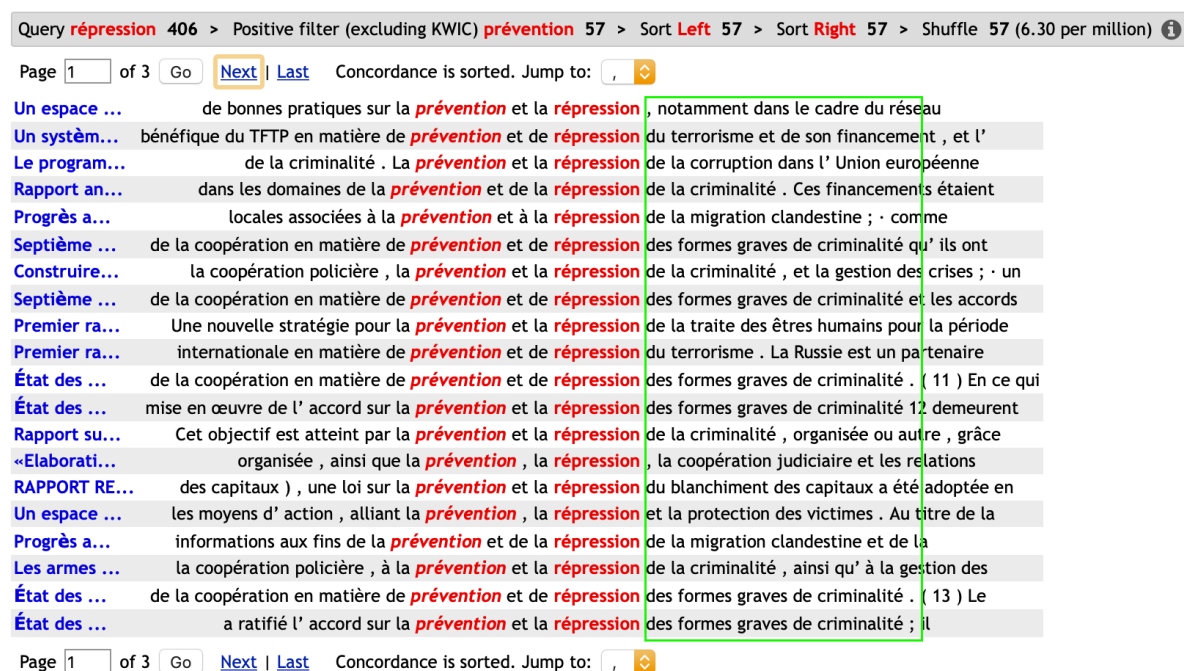 Query répression 406 > Positive filter (excluding KWIC) prévention 57 > Sort Left 57 > Sort Right 57 > Shuffle 57 (6.30 per million) i
Page 1 of 3 Go Next | Last Concordance is sorted. Jump to: ,
Un espace ... de bonnes pratiques sur la prévention et la répression , notamment dans le cadre du réseau
Un systèm... bénéfique du TFTP en matière de prévention et de répression du terrorisme et de son financement , et l’
Le program... de la criminalité . La prévention et la répression de la corruption dans l’ Union européenne
Rapport an... dans les domaines de la prévention et de la répression de la criminalité . Ces financements étaient
Progrès a... locales associées à la prévention et à la répression de la migration clandestine ; · comme
Septième ... de la coopération en matière de prévention et de répression des formes graves de criminalité qu’ ils ont
Construire... la coopération policière , la prévention et la répression de la criminalité , et la gestion des crises ; · un
Septième ... de la coopération en matière de prévention et de répression des formes graves de criminalité et les accords
Premier ra... Une nouvelle stratégie pour la prévention et la répression de la traite des êtres humains pour la période
Premier ra... internationale en matière de prévention et de répression du terrorisme . La Russie est un partenaire
État des ... de la coopération en matière de prévention et de répression des formes graves de criminalité . ( 11 ) En ce qui
État des ... mise en œuvre de l’ accord sur la prévention et la répression des formes graves de criminalité 12 demeurent
Rapport su... Cet objectif est atteint par la prévention et la répression de la criminalité , organisée ou autre , grâce
«Elaborati... organisée , ainsi que la prévention , la répression , la coopération judiciaire et les relations
RAPPORT RE... des capitaux ) , une loi sur la prévention et la répression du blanchiment des capitaux a été adoptée en
Un espace ... les moyens d’ action , alliant la prévention , la répression et la protection des victimes . Au titre de la
Progrès a... informations aux fins de la prévention et de la répression de la migration clandestine et de la
Les armes ... la coopération policière , à la prévention et la répression de la criminalité , ainsi qu’ à la gestion des
État des ... de la coopération en matière de prévention et de répression des formes graves de criminalité . ( 13 ) Le
État des ... a ratifié l’ accord sur la prévention et la répression des formes graves de criminalité ; il
Page 1 of 3 Go Next | Last Concordance is sorted. Jump to: ,